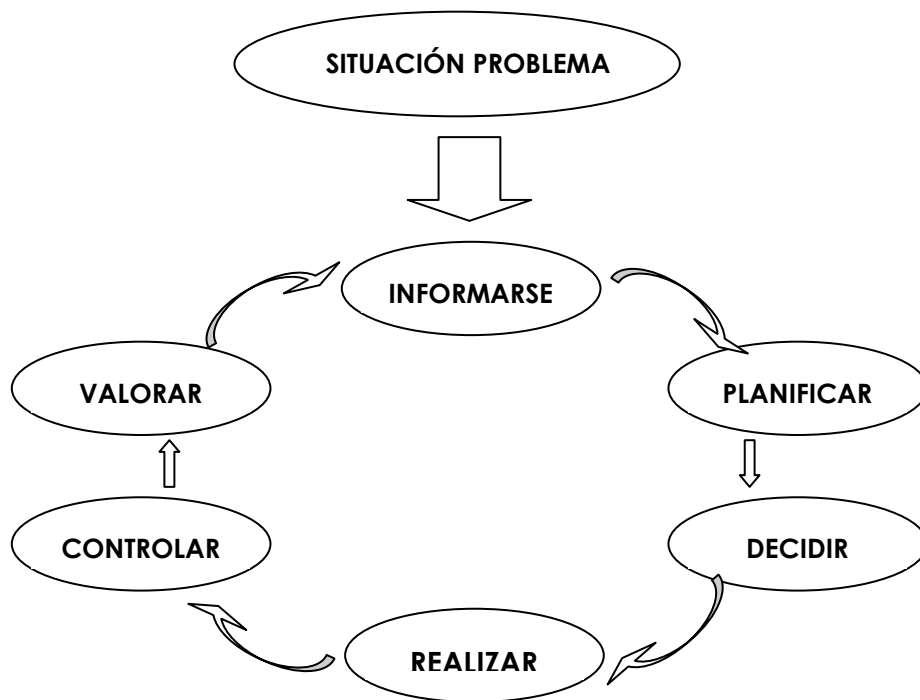 SITUACIÓN PROBLEMA
INFORMARSE
PLANIFICAR
DECIDIR
REALIZAR
CONTROLAR
VALORAR